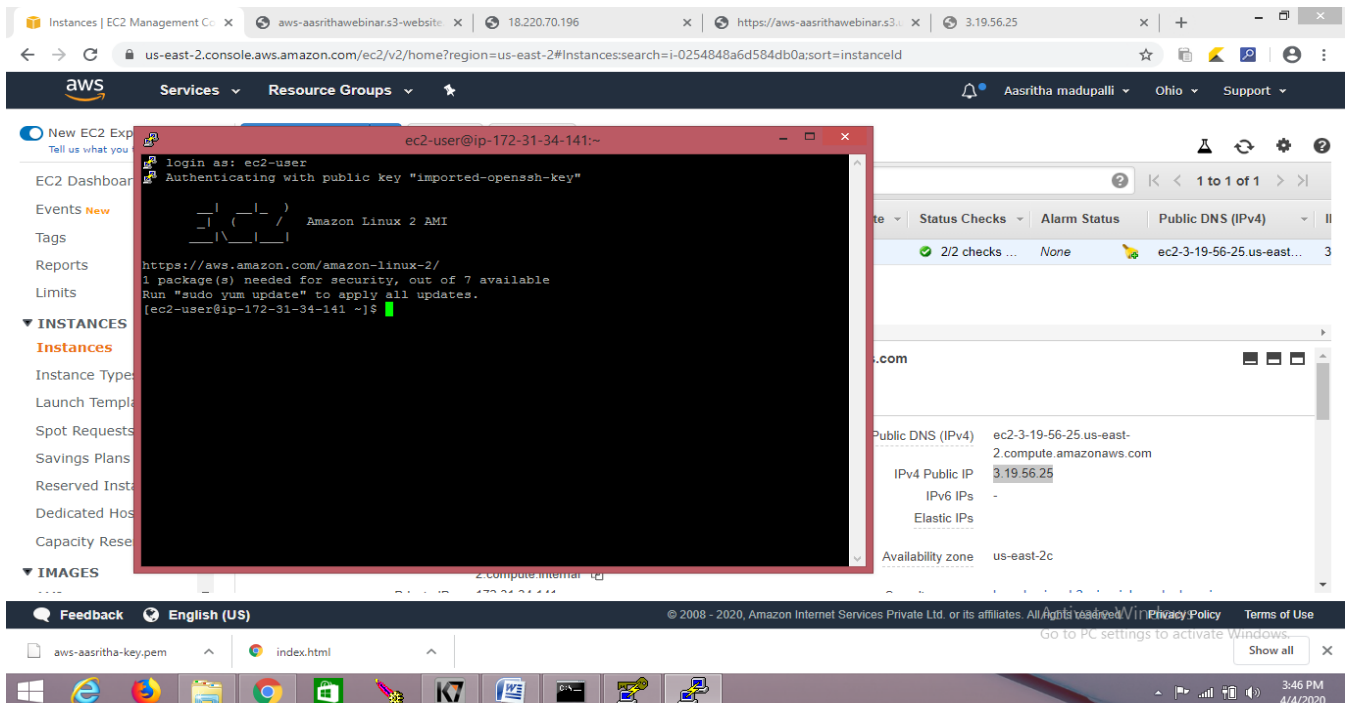 Instances | EC2 Management Co
aws-aasrithawebinar.s3-website
18.220.70.196
https://aws-aasrithawebinar.s3.u
3.19.56.25
us-east-2.console.aws.amazon.com/ec2/v2/home?region=us-east-2#Instances:search=i-0254848a6d584db0a;sort=instanceId
aws Services Resource Groups Aasritha madupalli Ohio Support
New EC2 Exp
Tell us what you
ec2-user@ip-172-31-34-141:~
login as: ec2-user
Authenticating with public key "imported-openssh-key"
__| __|_ )
_| ( / Amazon Linux 2 AMI
___|\___|___|
https://aws.amazon.com/amazon-linux-2/
1 package(s) needed for security, out of 7 available
Run "sudo yum update" to apply all updates.
[ec2-user@ip-172-31-34-141 ~]$
EC2 Dashboar
Events New
Tags
Reports
Limits
INSTANCES
Instances
Instance Type
Launch Templa
Spot Requests
Savings Plans
Reserved Inst
Dedicated Hos
Capacity Rese
IMAGES
1 to 1 of 1
te Status Checks Alarm Status Public DNS (IPv4)
2/2 checks ... None ec2-3-19-56-25.us-east... 3
.com
Public DNS (IPv4) ec2-3-19-56-25.us-east-
2.compute.amazonaws.com
IPv4 Public IP 3.19.56.25
IPv6 IPs -
Elastic IPs
Availability zone us-east-2c
2.compute.internal
172.31.34.141
Feedback English (US) © 2008 - 2020, Amazon Internet Services Private Ltd. or its affiliates. All rights reserved. Privacy Policy Terms of Use
Activate Windows
Go to PC settings to activate Windows.
aws-aasritha-key.pem
index.html
Show all
3:46 PM
4/4/2020